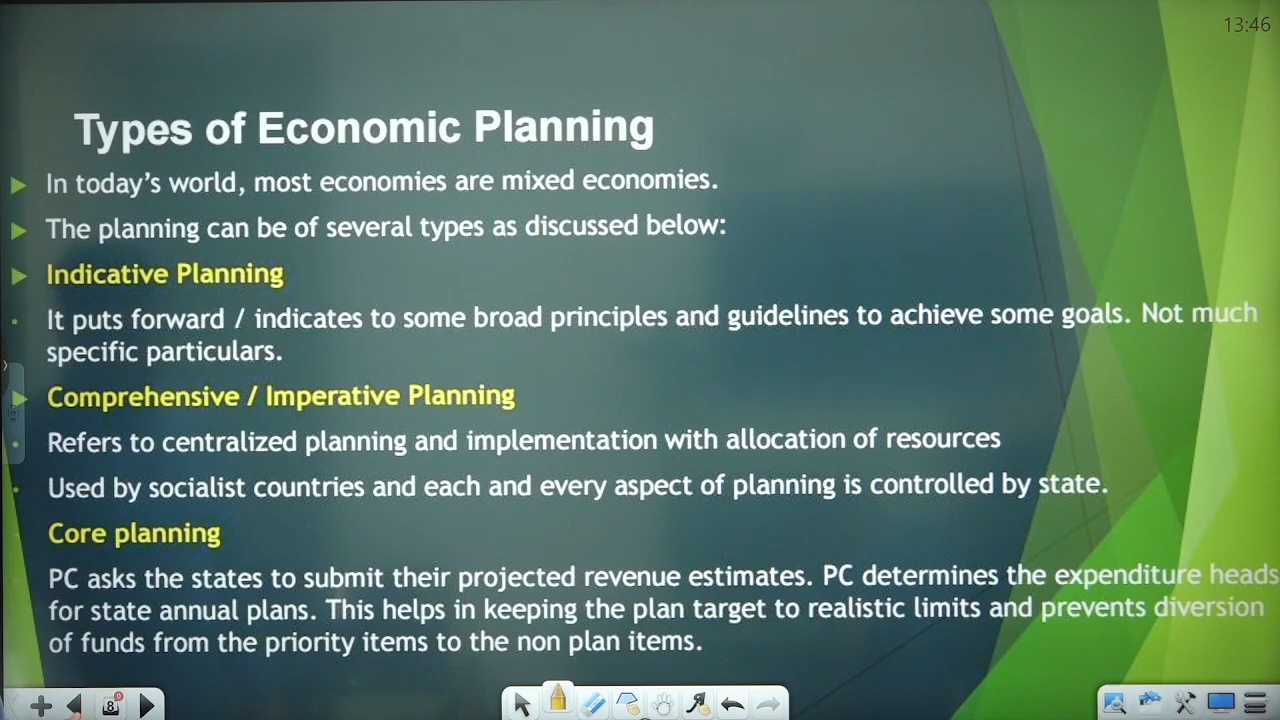 13:46
Types of Economic Planning
In today's world, most economies are mixed economies.
The planning can be of several types as discussed below:
Indicative Planning
It puts forward / indicates to some broad principles and guidelines to achieve some goals. Not much
specific particulars.
Comprehensive / Imperative Planning
Refers to centralized planning and implementation with allocation of resources
Used by socialist countries and each and every aspect of planning is controlled by state.
Core planning
PC asks the states to submit their projected revenue estimates. PC determines the expenditure heads
for state annual plans. This helps in keeping the plan target to realistic limits and prevents diversion
of funds from the priority items to the non plan items.
8
0